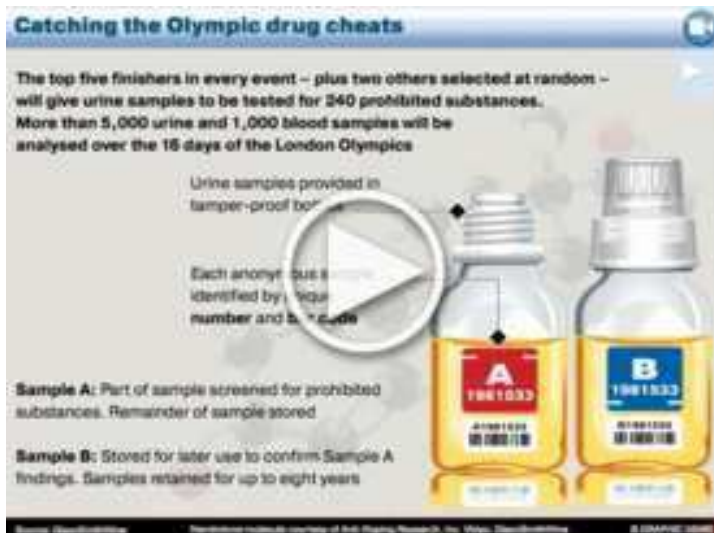 Catching the Olympic drug cheats
The top five finishers in every event – plus two others selected at random –
will give urine samples to be tested for 240 prohibited substances.
More than 5,000 urine and 1,000 blood samples will be
analysed over the 16 days of the London Olympics
Urine samples provided in
tamper-proof
Each
identified by
number and
Sample A: Part of sample screened for prohibited
substances. Remainder of sample stored
Sample B: Stored for later use to confirm Sample A
findings. Samples retained for up to eight years
A
1981533
B
1981533
Source: GlaxoSmithKline